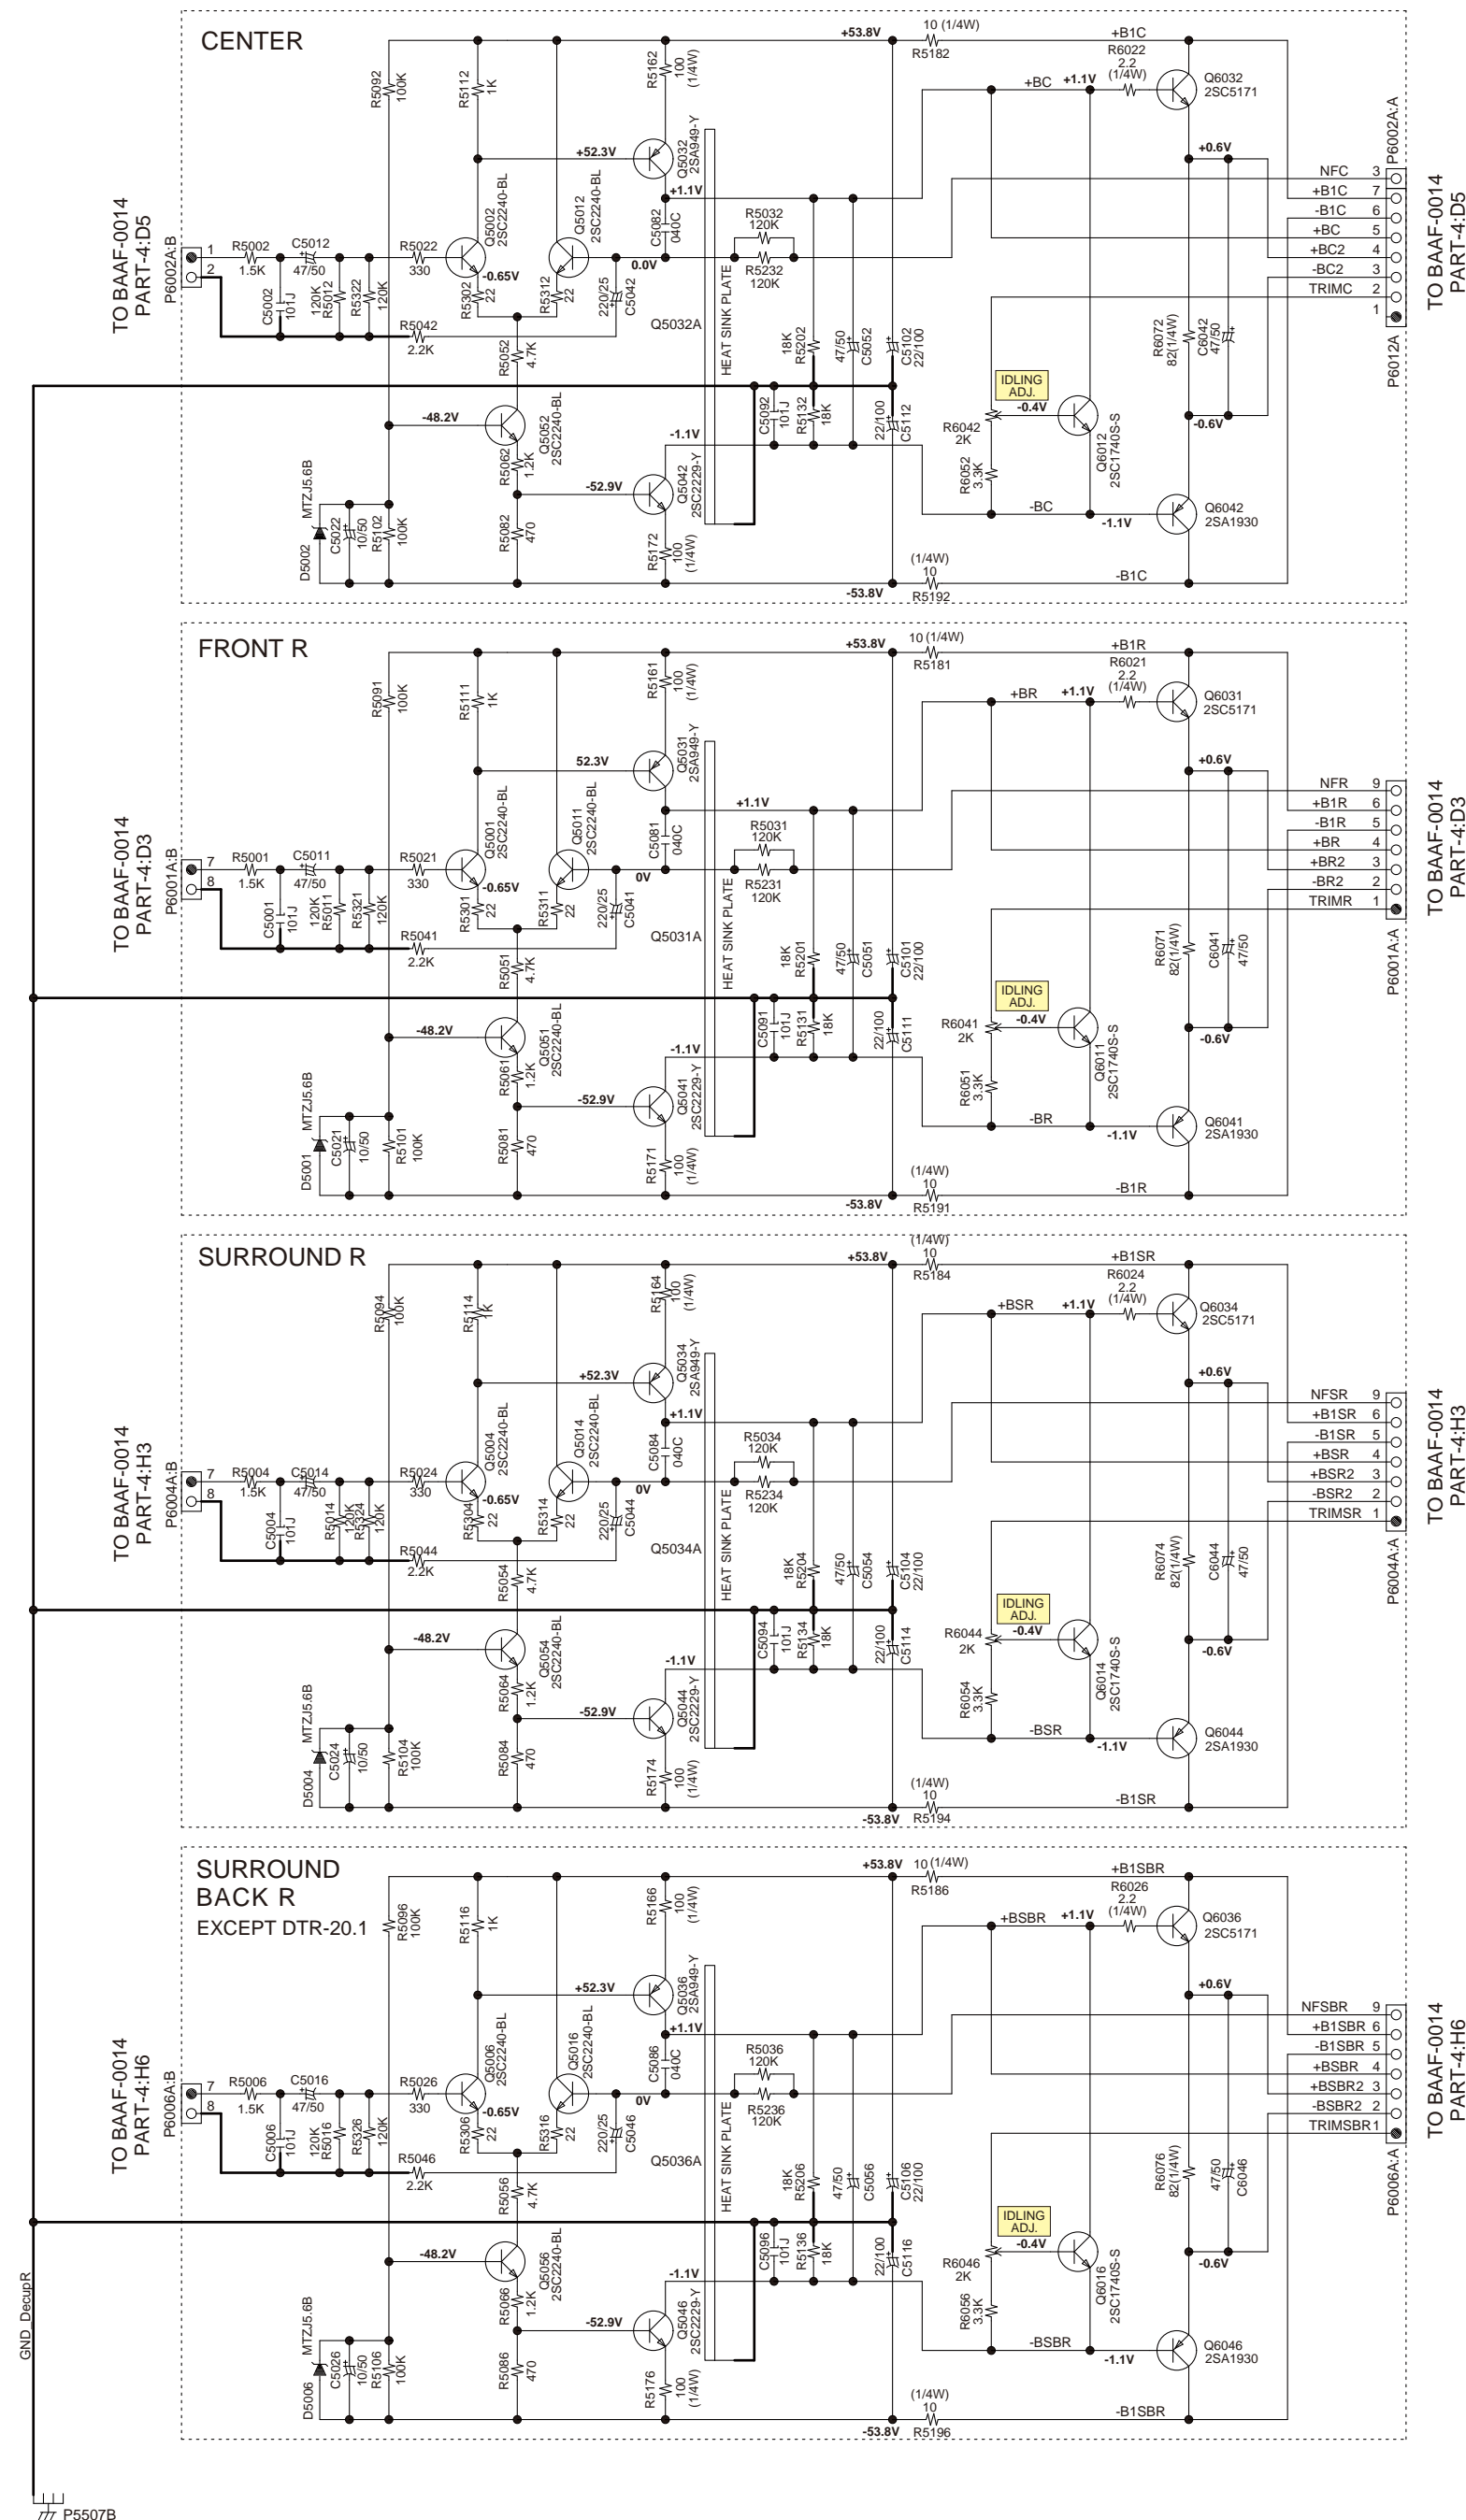 CENTER
TO BAAF-0014
PART-4:D5
P6002A:B
1
2
R5002
1.5K
C5012
47/50
C5002
101J
120K
R5012
R5322
120K
R5022
330
R5042
2.2K
R5092
100K
R5112
1K
Q5002
2SC2240-BL
Q5012
2SC2240-BL
-0.65V
R5302
22
R5312
22
R5052
4.7K
-48.2V
Q5052
2SC2240-BL
R5062
1.2K
-52.9V
R5082
470
MTZJ5.6B
D5002
C5022
10/50
R5102
100K
R5162
100
(1/4W)
+52.3V
Q5032
2SA949-Y
+1.1V
C5082
040C
0.0V
220/25
C5042
Q5032A
HEAT SINK PLATE
R5032
120K
R5232
120K
18K
R5202
47/50
C5052
C5102
22/100
C5092
101J
R5132
18K
22/100
C5112
-1.1V
Q5042
2SC2229-Y
R5172
100
(1/4W)
+53.8V
10 (1/4W)
R5182
(1/4W)
10
R5192
-53.8V
+B1C
R6022
2.2
(1/4W)
+BC
+1.1V
Q6032
2SC5171
+0.6V
R6072
82(1/4W)
C6042
47/50
IDLING
ADJ.
-0.4V
R6042
2K
R6052
3.3K
Q6012
2SC1740S-S
-0.6V
-BC
-1.1V
Q6042
2SA1930
-B1C
NFC 3
+B1C 7
-B1C 6
+BC 5
+BC2 4
-BC2 3
TRIMC 2
1
P6002A:A
P6012A
TO BAAF-0014
PART-4:D5
FRONT R
TO BAAF-0014
PART-4:D3
P6001A:B
7
8
R5001
1.5K
C5011
47/50
C5001
101J
120K
R5011
R5321
120K
R5021
330
R5041
2.2K
R5091
100K
R5111
1K
Q5001
2SC2240-BL
Q5011
2SC2240-BL
-0.65V
R5301
22
R5311
22
R5051
4.7K
-48.2V
Q5051
2SC2240-BL
R5061
1.2K
-52.9V
R5081
470
MTZJ5.6B
D5001
C5021
10/50
R5101
100K
R5161
100
(1/4W)
52.3V
Q5031
2SA949-Y
+1.1V
C5081
040C
0V
220/25
C5041
Q5031A
HEAT SINK PLATE
R5031
120K
R5231
120K
18K
R5201
47/50
C5051
C5101
22/100
C5091
101J
R5131
18K
22/100
C5111
-1.1V
Q5041
2SC2229-Y
R5171
100
(1/4W)
+53.8V
10 (1/4W)
R5181
(1/4W)
10
R5191
-53.8V
+B1R
R6021
2.2
(1/4W)
+BR
+1.1V
Q6031
2SC5171
+0.6V
R6071
82(1/4W)
C6041
47/50
IDLING
ADJ.
-0.4V
R6041
2K
R6051
3.3K
Q6011
2SC1740S-S
-0.6V
-BR
-1.1V
Q6041
2SA1930
-B1R
NFR 9
+B1R 6
-B1R 5
+BR 4
+BR2 3
-BR2 2
TRIMR 1
P6001A:A
TO BAAF-0014
PART-4:D3
SURROUND R
TO BAAF-0014
PART-4:H3
P6004A:B
7
8
R5004
1.5K
C5014
47/50
C5004
101J
R5014
120K
R5324
120K
R5024
330
R5044
2.2K
R5094
100K
R5114
1K
Q5004
2SC2240-BL
Q5014
2SC2240-BL
-0.65V
R5304
22
R5314
22
R5054
4.7K
-48.2V
Q5054
2SC2240-BL
R5064
1.2K
-52.9V
R5084
470
MTZJ5.6B
D5004
C5024
10/50
R5104
100K
R5164
100
(1/4W)
+52.3V
Q5034
2SA949-Y
+1.1V
C5084
040C
0V
220/25
C5044
Q5034A
HEAT SINK PLATE
R5034
120K
R5234
120K
18K
R5204
47/50
C5054
C5104
22/100
C5094
101J
R5134
18K
22/100
C5114
-1.1V
Q5044
2SC2229-Y
R5174
100
(1/4W)
+53.8V
(1/4W)
10
R5184
(1/4W)
10
R5194
-53.8V
+B1SR
R6024
2.2
(1/4W)
+BSR
+1.1V
Q6034
2SC5171
+0.6V
R6074
82(1/4W)
C6044
47/50
IDLING
ADJ.
-0.4V
R6044
2K
R6054
3.3K
Q6014
2SC1740S-S
-0.6V
-BSR
-1.1V
Q6044
2SA1930
-B1SR
NFSR 9
+B1SR 6
-B1SR 5
+BSR 4
+BSR2 3
-BSR2 2
TRIMSR 1
P6004A:A
TO BAAF-0014
PART-4:H3
SURROUND
BACK R
EXCEPT DTR-20.1
TO BAAF-0014
PART-4:H6
P6006A:B
7
8
R5006
1.5K
C5016
47/50
C5006
101J
120K
R5016
R5326
120K
R5026
330
R5046
2.2K
R5096
100K
R5116
1K
Q5006
2SC2240-BL
Q5016
2SC2240-BL
-0.65V
R5306
22
R5316
22
R5056
4.7K
-48.2V
Q5056
2SC2240-BL
R5066
1.2K
-52.9V
R5086
470
MTZJ5.6B
D5006
C5026
10/50
R5106
100K
R5166
100
(1/4W)
+52.3V
Q5036
2SA949-Y
+1.1V
C5086
040C
0V
220/25
C5046
Q5036A
HEAT SINK PLATE
R5036
120K
R5236
120K
18K
R5206
47/50
C5056
C5106
22/100
C5096
101J
R5136
18K
22/100
C5116
-1.1V
Q5046
2SC2229-Y
R5176
100
(1/4W)
+53.8V
10 (1/4W)
R5186
(1/4W)
10
R5196
-53.8V
+B1SBR
R6026
2.2
(1/4W)
+BSBR
+1.1V
Q6036
2SC5171
+0.6V
R6076
82(1/4W)
47/50
C6046
IDLING
ADJ.
-0.4V
R6046
2K
R6056
3.3K
Q6016
2SC1740S-S
-0.6V
-BSBR
-1.1V
Q6046
2SA1930
-B1SBR
NFSBR 9
+B1SBR 6
-B1SBR 5
+BSBR 4
+BSBR2 3
-BSBR2 2
TRIMSBR 1
P6006A:A
TO BAAF-0014
PART-4:H6
GND_DecupR
P5507B